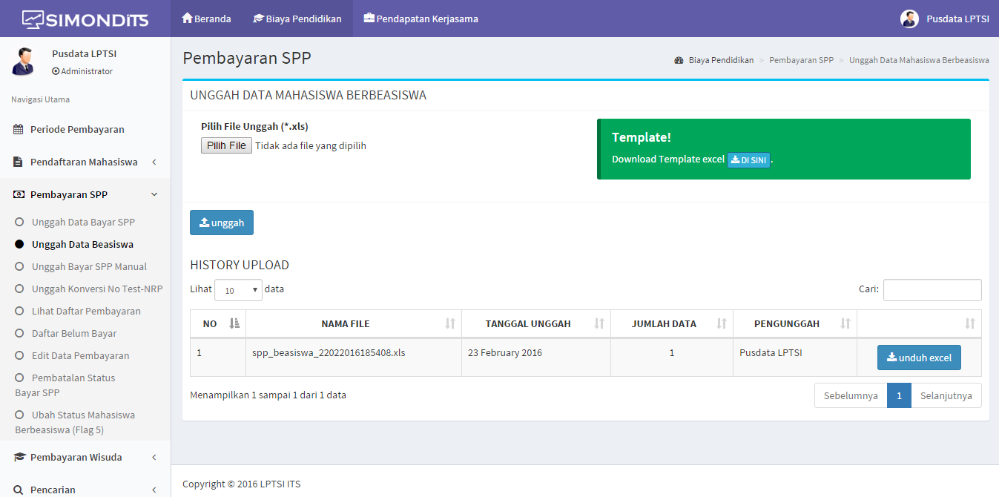 SIMONDITS
Beranda
Biaya Pendidikan
Pendapatan Kerjasama
Pusdata LPTSI
Pusdata LPTSI
Administrator
Navigasi Utama
Periode Pembayaran
Pendaftaran Mahasiswa
Pembayaran SPP
Unggah Data Bayar SPP
Unggah Data Beasiswa
Unggah Bayar SPP Manual
Unggah Konversi No Test-NRP
Lihat Daftar Pembayaran
Daftar Belum Bayar
Edit Data Pembayaran
Pembatalan Status
Bayar SPP
Ubah Status Mahasiswa
Berbeasiswa (Flag 5)
Pembayaran Wisuda
Pencarian
Pembayaran SPP
Biaya Pendidikan > Pembayaran SPP > Unggah Data Mahasiswa Berbeasiswa
UNGGAH DATA MAHASISWA BERBEASISWA
Pilih File Unggah (*.xls)
Pilih File Tidak ada file yang dipilih
Template!
Download Template excel DI SINI .
unggah
HISTORY UPLOAD
Lihat 10 data
Cari:
NO NAMA FILE TANGGAL UNGGAH JUMLAH DATA PENGUNGGAH
1 spp_beasiswa_22022016185408.xls 23 February 2016 1 Pusdata LPTSI unduh excel
Menampilkan 1 sampai 1 dari 1 data
Sebelumnya 1 Selanjutnya
Copyright © 2016 LPTSI ITS